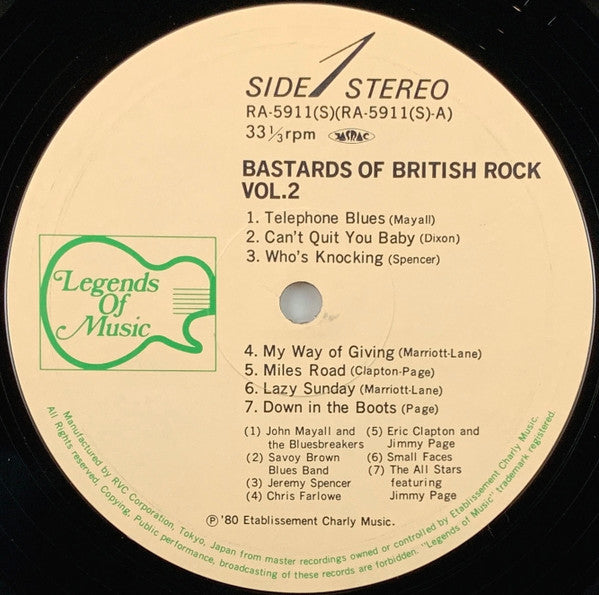 SIDE 1 STEREO
RA-5911(S)(RA-5911(S)-A)
33⅓rpm JASRAC
BASTARDS OF BRITISH ROCK
VOL.2
1. Telephone Blues (Mayall)
2. Can't Quit You Baby (Dixon)
3. Who's Knocking (Spencer)
Legends
Of
Music
4. My Way of Giving (Marriott-Lane)
5. Miles Road (Clapton-Page)
6. Lazy Sunday (Marriott-Lane)
7. Down in the Boots (Page)
(1) John Mayall and
the Bluesbreakers
(2) Savoy Brown
Blues Band
(3) Jeremy Spencer
(4) Chris Farlowe
(5) Eric Clapton and
Jimmy Page
(6) Small Faces
(7) The All Stars
featuring
Jimmy Page
Ⓟ'80 Etablissement Charly Music.
Manufactured by RVC Corporation, Tokyo, Japan from master recordings owned or controlled by Etablissement Charly Music.
All Rights reserved, Copying, Public performance, broadcasting of these records are forbidden. "Legends of Music" trademark registered.